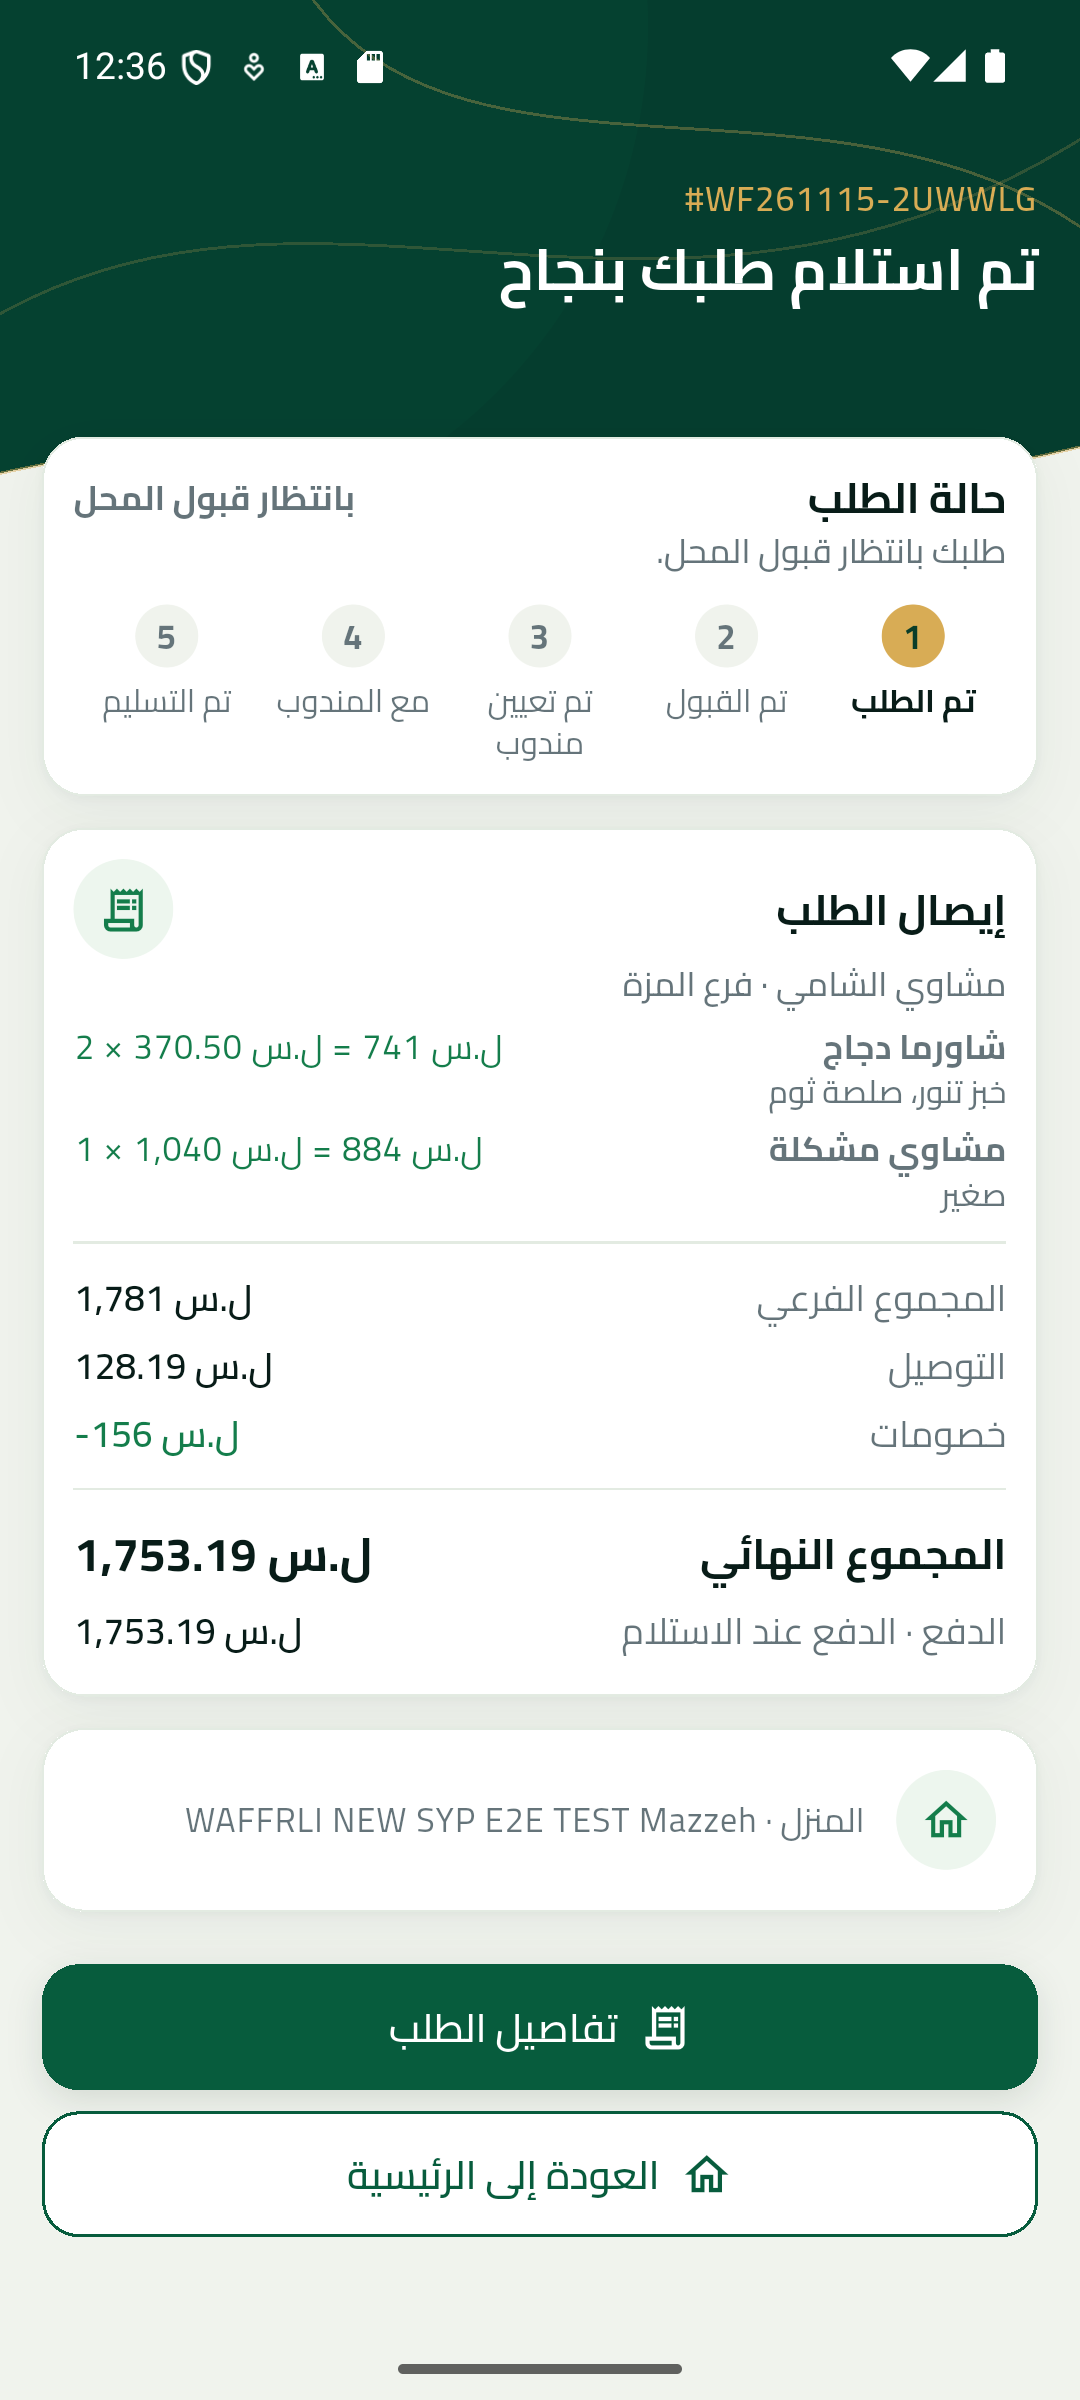 12:36
#WF261115-2UWWLG
تم استلام طلبك بنجاح
حالة الطلب
بانتظار قبول المحل
طلبك بانتظار قبول المحل.
1
2
3
4
5
تم الطلب
تم القبول
تم تعيين
مندوب
مع المندوب
تم التسليم
إيصال الطلب
مشاوي الشامي · فرع المزة
شاورما دجاج
2 × 370.50 ل.س = 741 ل.س
خبز تنور، صلصة ثوم
مشاوي مشكلة
1 × 1,040 ل.س = 884 ل.س
صغير
المجموع الفرعي
1,781 ل.س
التوصيل
128.19 ل.س
خصومات
-156 ل.س
المجموع النهائي
1,753.19 ل.س
الدفع · الدفع عند الاستلام
1,753.19 ل.س
المنزل · WAFFRLI NEW SYP E2E TEST Mazzeh
تفاصيل الطلب
العودة إلى الرئيسية